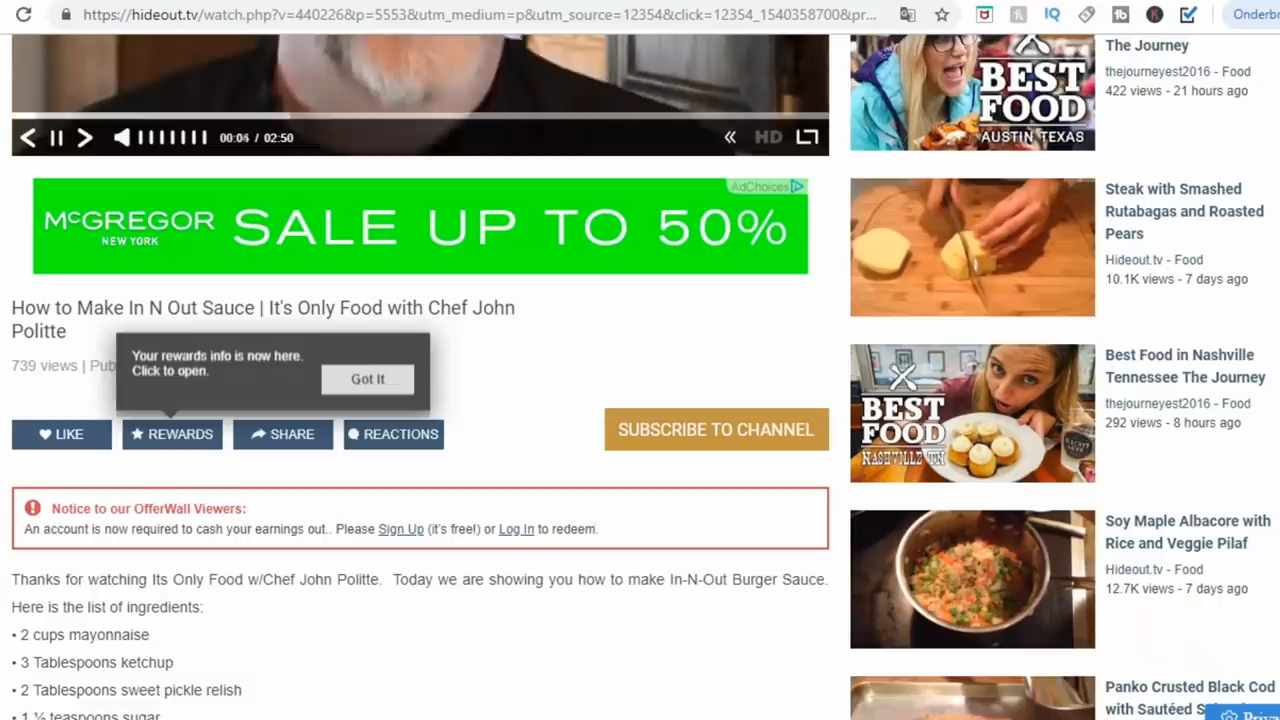 https://hideout.tv/watch.php?v=440226&p=5553&utm_medium=p&utm_source=12354&click=12354_1540358700&pr...
Onderbr
00:04 / 02:50
HD
AdChoices
McGREGOR
NEW YORK
SALE UP TO 50%
How to Make In N Out Sauce | It's Only Food with Chef John
Politte
739 views | Pub
Your rewards info is now here.
Click to open.
Got It
LIKE
REWARDS
SHARE
REACTIONS
SUBSCRIBE TO CHANNEL
Notice to our OfferWall Viewers:
An account is now required to cash your earnings out.. Please Sign Up (it's free!) or Log In to redeem.
Thanks for watching Its Only Food w/Chef John Politte. Today we are showing you how to make In-N-Out Burger Sauce.
Here is the list of ingredients:
• 2 cups mayonnaise
• 3 Tablespoons ketchup
• 2 Tablespoons sweet pickle relish
• 1 ½ teaspoons sugar
BEST
FOOD
AUSTIN TEXAS
The Journey
thejourneyest2016 - Food
422 views - 21 hours ago
Steak with Smashed
Rutabagas and Roasted
Pears
Hideout.tv - Food
10.1K views - 7 days ago
BEST
FOOD
NASHVILLE TN
Best Food in Nashville
Tennessee The Journey
thejourneyest2016 - Food
292 views - 8 hours ago
Soy Maple Albacore with
Rice and Veggie Pilaf
Hideout.tv - Food
12.7K views - 7 days ago
Panko Crusted Black Cod
with Sautéed